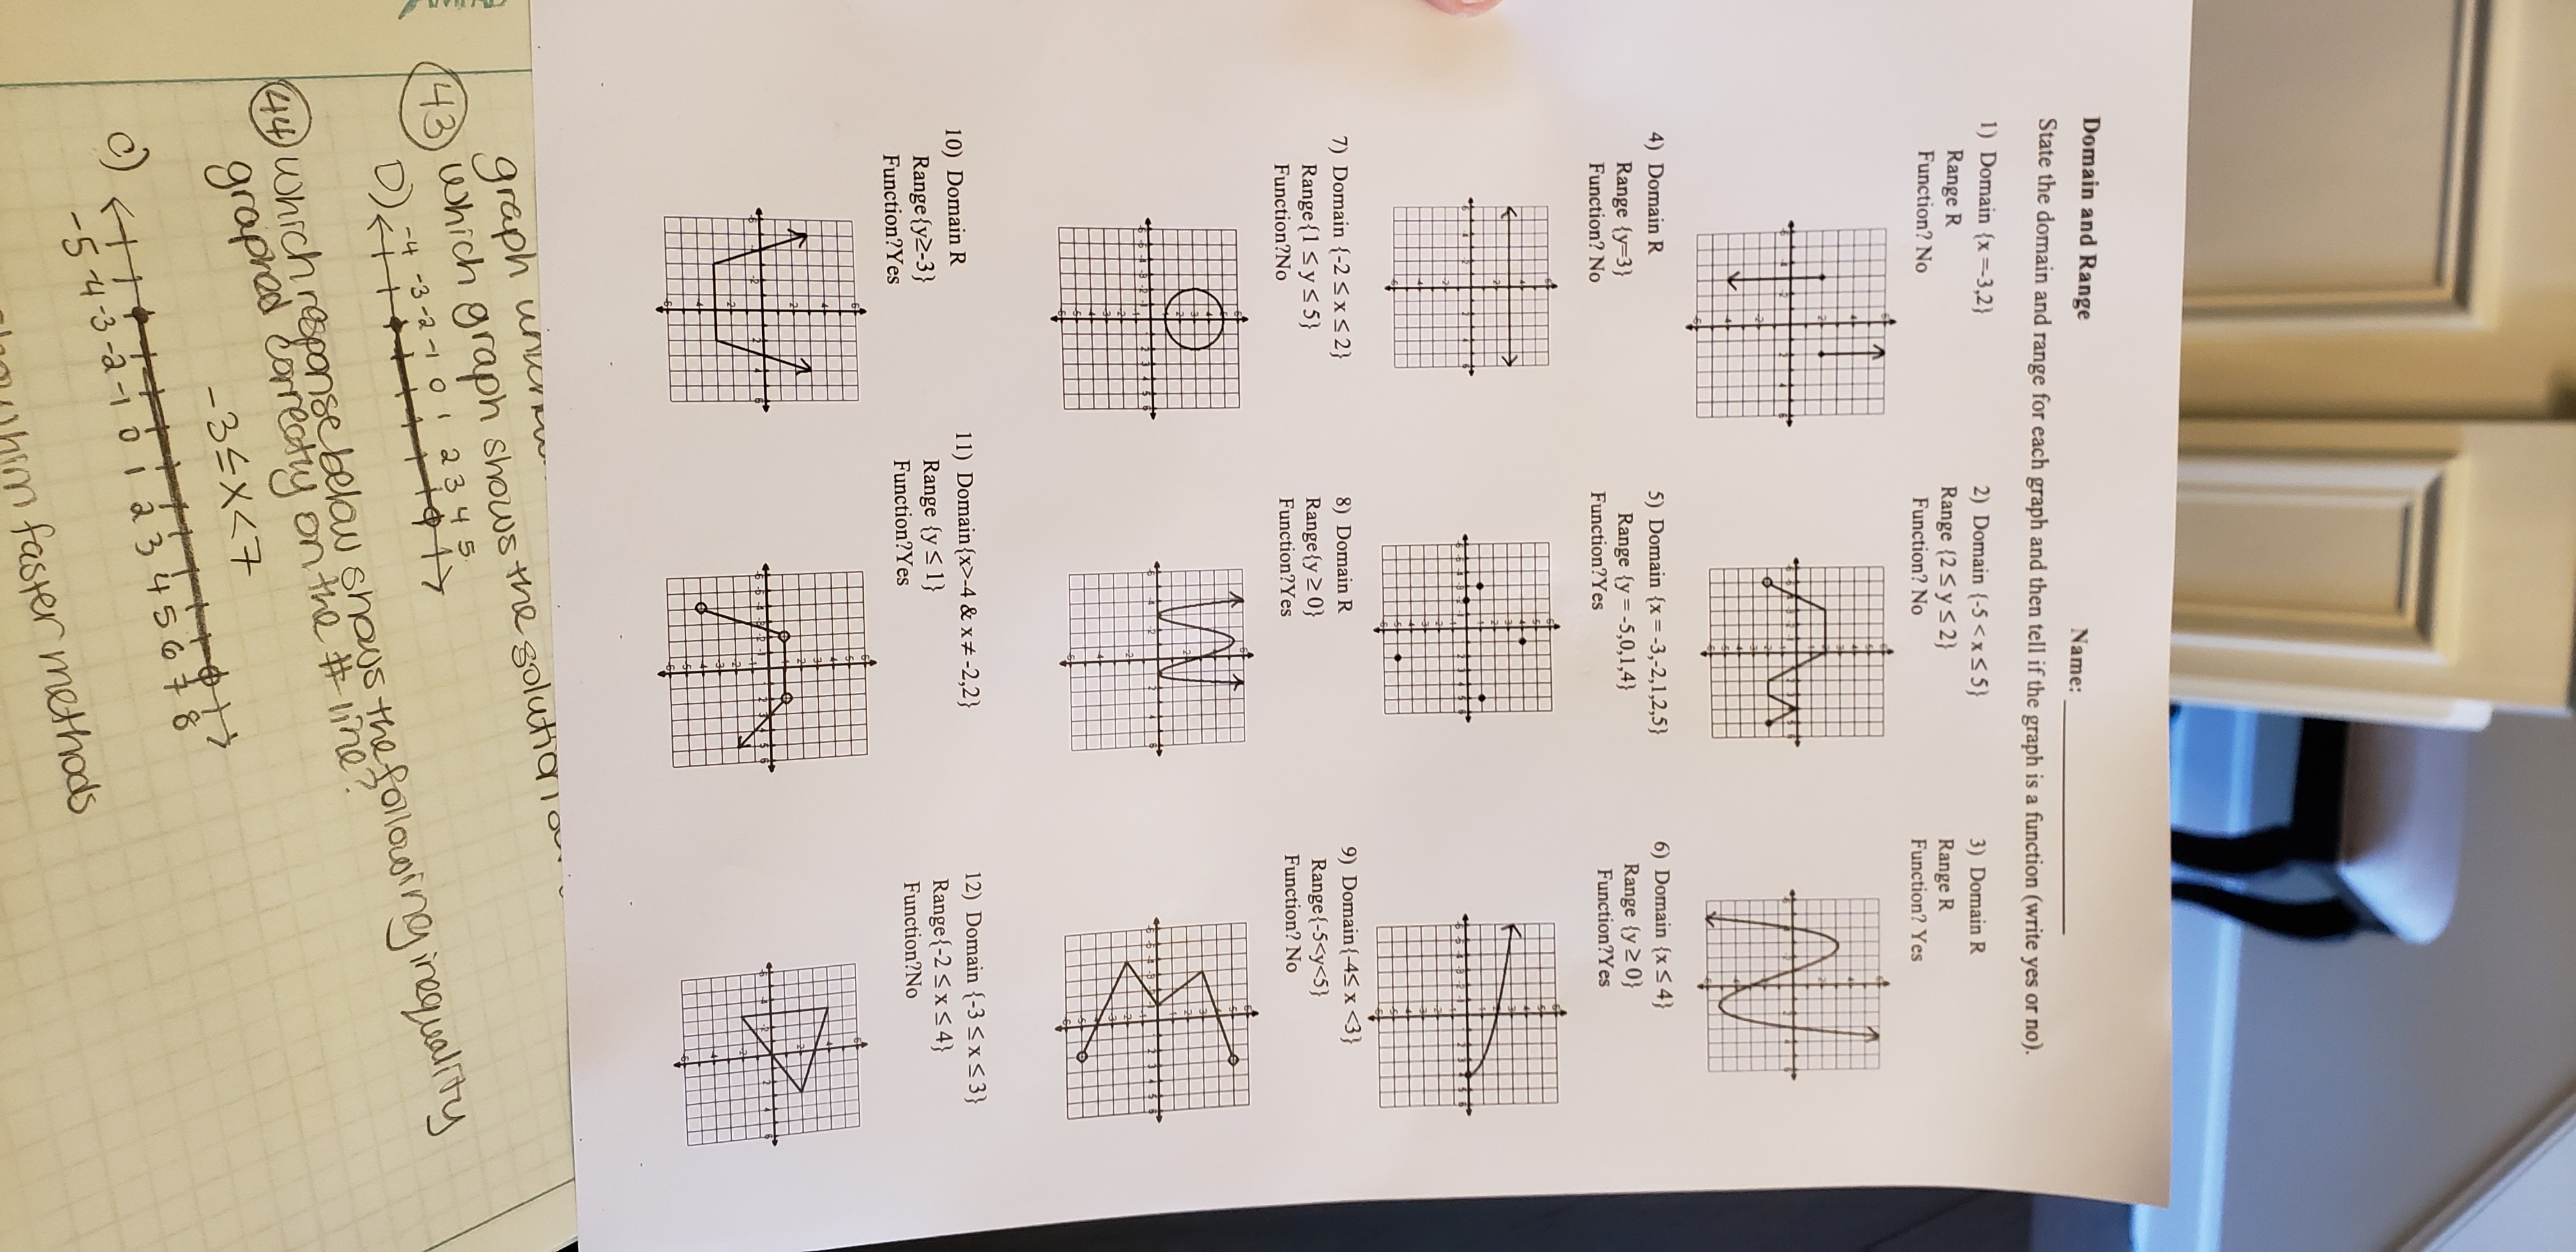 Domain and Range
Name:
State the domain and range for each graph and then tell if the graph is a function (write yes or no).
1) Domain {x =-3,2}
Range R
Function? No
2) Domain {-5 < x ≤ 5}
Range {2 ≤ y ≤ 2}
Function? No
3) Domain R
Range R
Function? Yes
4) Domain R
Range {y=3}
Function? No
5) Domain {x = -3,-2,1,2,5}
Range {y = -5,0,1,4}
Function?Yes
6) Domain {x ≤ 4}
Range {y ≥ 0}
Function?Yes
7) Domain {-2 ≤ x ≤ 2}
Range{1 ≤ y ≤ 5}
Function?No
8) Domain R
Range{y ≥ 0}
Function?Yes
9) Domain{-4≤ x <3}
Range{-5<y<5}
Function? No
10) Domain R
Range{y≥-3}
Function?Yes
11) Domain{x>-4 & x≠ -2,2}
Range {y ≤ 1}
Function?Yes
12) Domain {-3 ≤ x ≤ 3}
Range{-2 ≤ x ≤ 4}
Function?No
graph
43 which graph shows the solution
-4 -3 -2 -1 0 1 2 3 4 5
D)
44 which response below shows the following inequality
graphed correctly on the # line?
-3 ≤ x < 7
c)
-5 -4 -3 -2 -1 0 1 2 3 4 5 6 7 8
faster methods